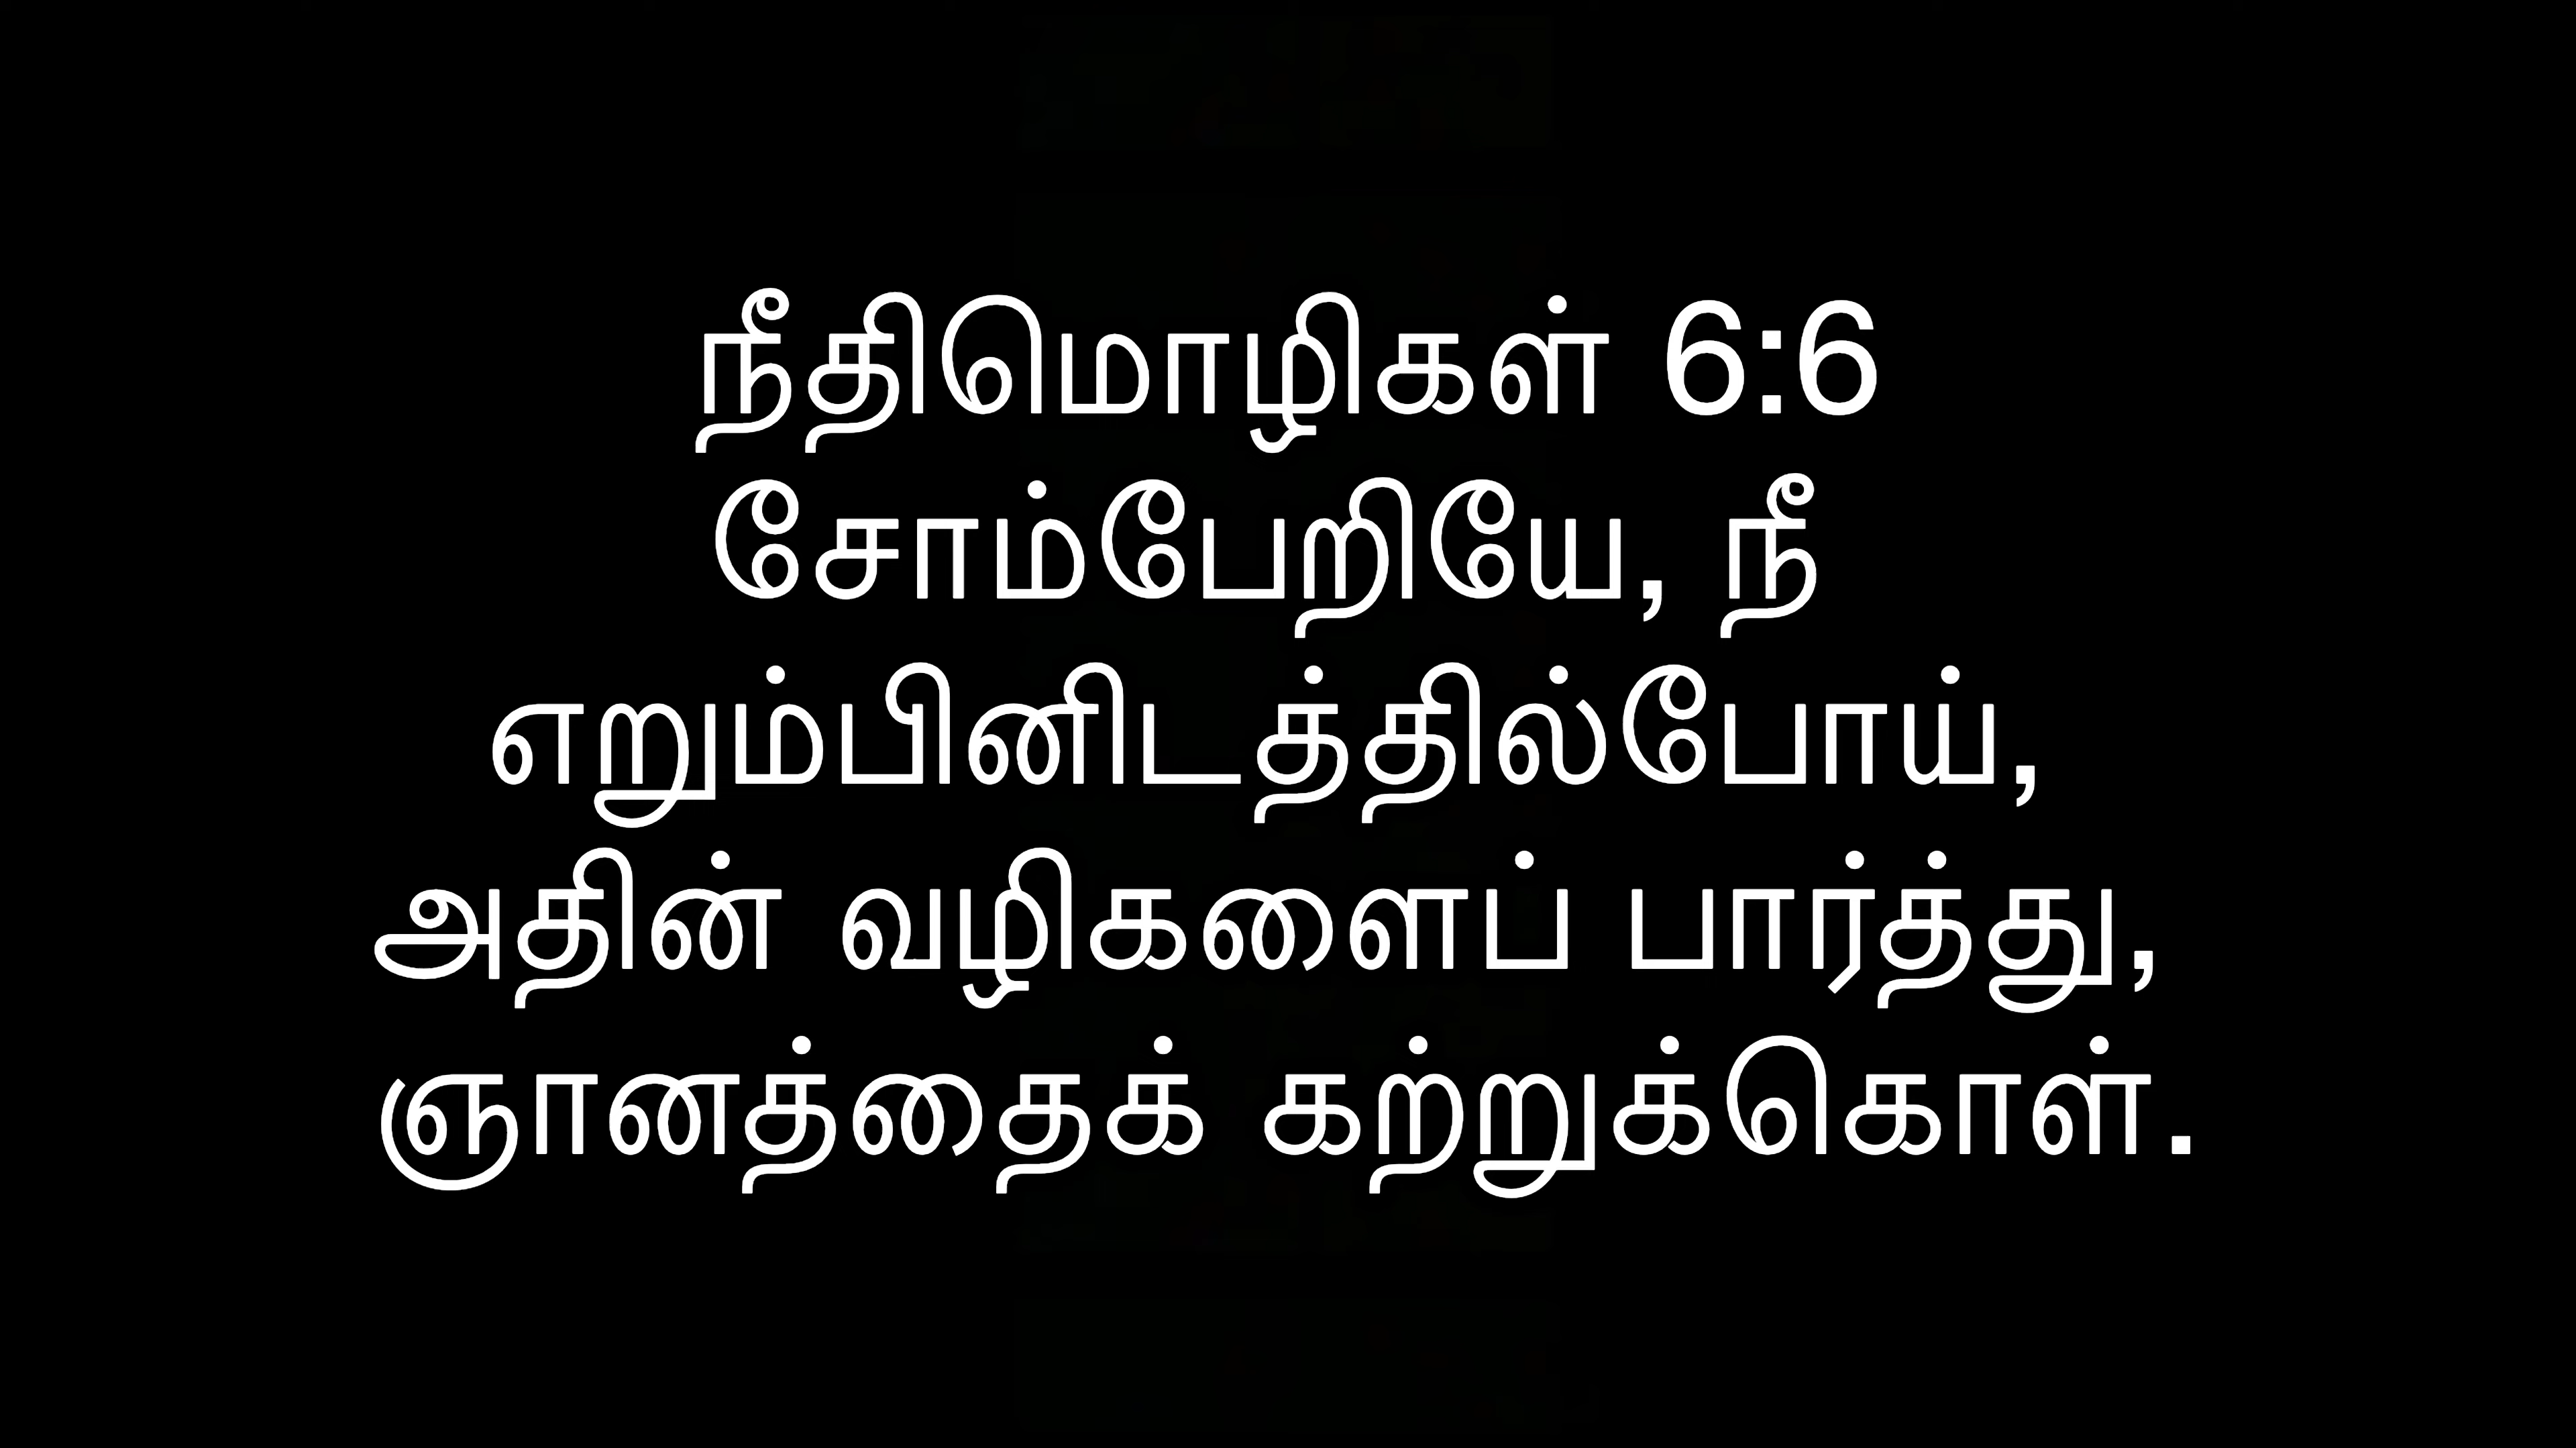 நீதிமொழிகள் 6:6
சோம்பேறியே, நீ
எறும்பினிடத்தில்போய்,
அதின் வழிகளைப் பார்த்து,
ஞானத்தைக் கற்றுக்கொள்.